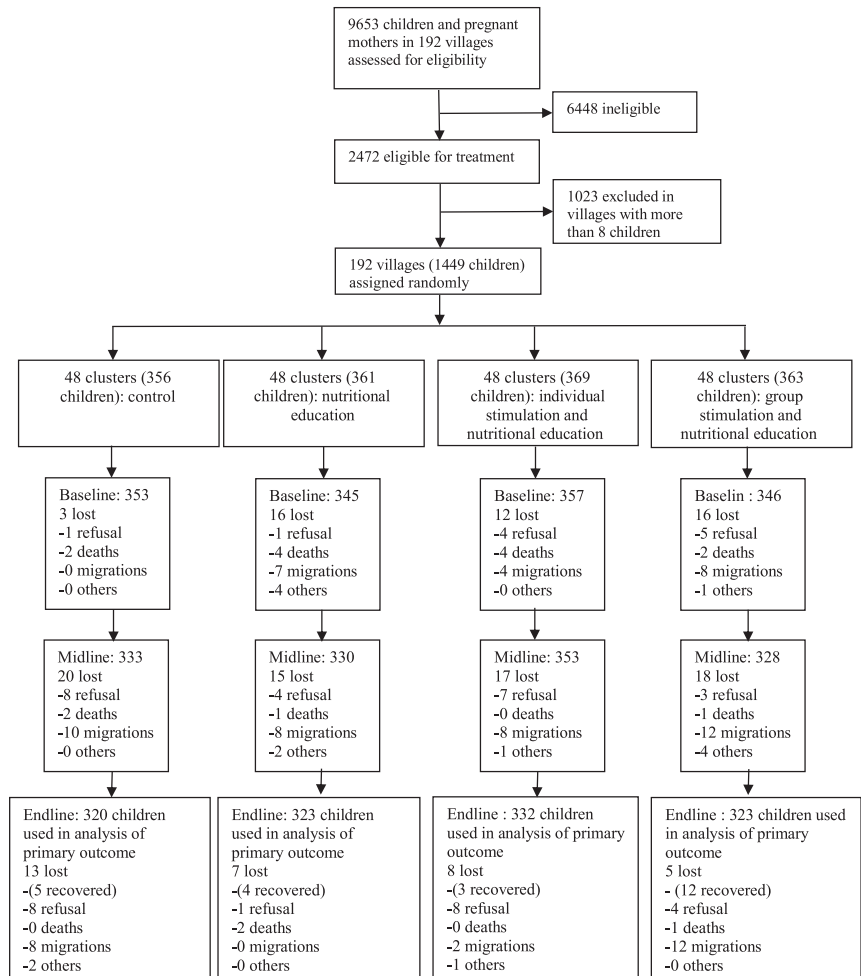 9653 children and pregnant
mothers in 192 villages
assessed for eligibility
6448 ineligible
2472 eligible for treatment
1023 excluded in
villages with more
than 8 children
192 villages (1449 children)
assigned randomly
48 clusters (356
children): control
48 clusters (361
children): nutritional
education
48 clusters (369
children): individual
stimulation and
nutritional education
48 clusters (363
children): group
stimulation and
nutritional education
Baseline: 353
3 lost
-1 refusal
-2 deaths
-0 migrations
-0 others
Baseline: 345
16 lost
-1 refusal
-4 deaths
-7 migrations
-4 others
Baseline: 357
12 lost
-4 refusal
-4 deaths
-4 migrations
-0 others
Baselin : 346
16 lost
-5 refusal
-2 deaths
-8 migrations
-1 others
Midline: 333
20 lost
-8 refusal
-2 deaths
-10 migrations
-0 others
Midline: 330
15 lost
-4 refusal
-1 deaths
-8 migrations
-2 others
Midline: 353
17 lost
-7 refusal
-0 deaths
-8 migrations
-1 others
Midline: 328
18 lost
-3 refusal
-1 deaths
-12 migrations
-4 others
Endline: 320 children
used in analysis of
primary outcome
13 lost
-(5 recovered)
-8 refusal
-0 deaths
-8 migrations
-2 others
Endline: 323 children
used in analysis of
primary outcome
7 lost
-(4 recovered)
-1 refusal
-2 deaths
-0 migrations
-0 others
Endline : 332 children
used in analysis of primary
outcome
8 lost
-(3 recovered)
-8 refusal
-0 deaths
-2 migrations
-1 others
Endline : 323 children used
in analysis of primary
outcome
5 lost
- (12 recovered)
-4 refusal
-1 deaths
-12 migrations
-0 others